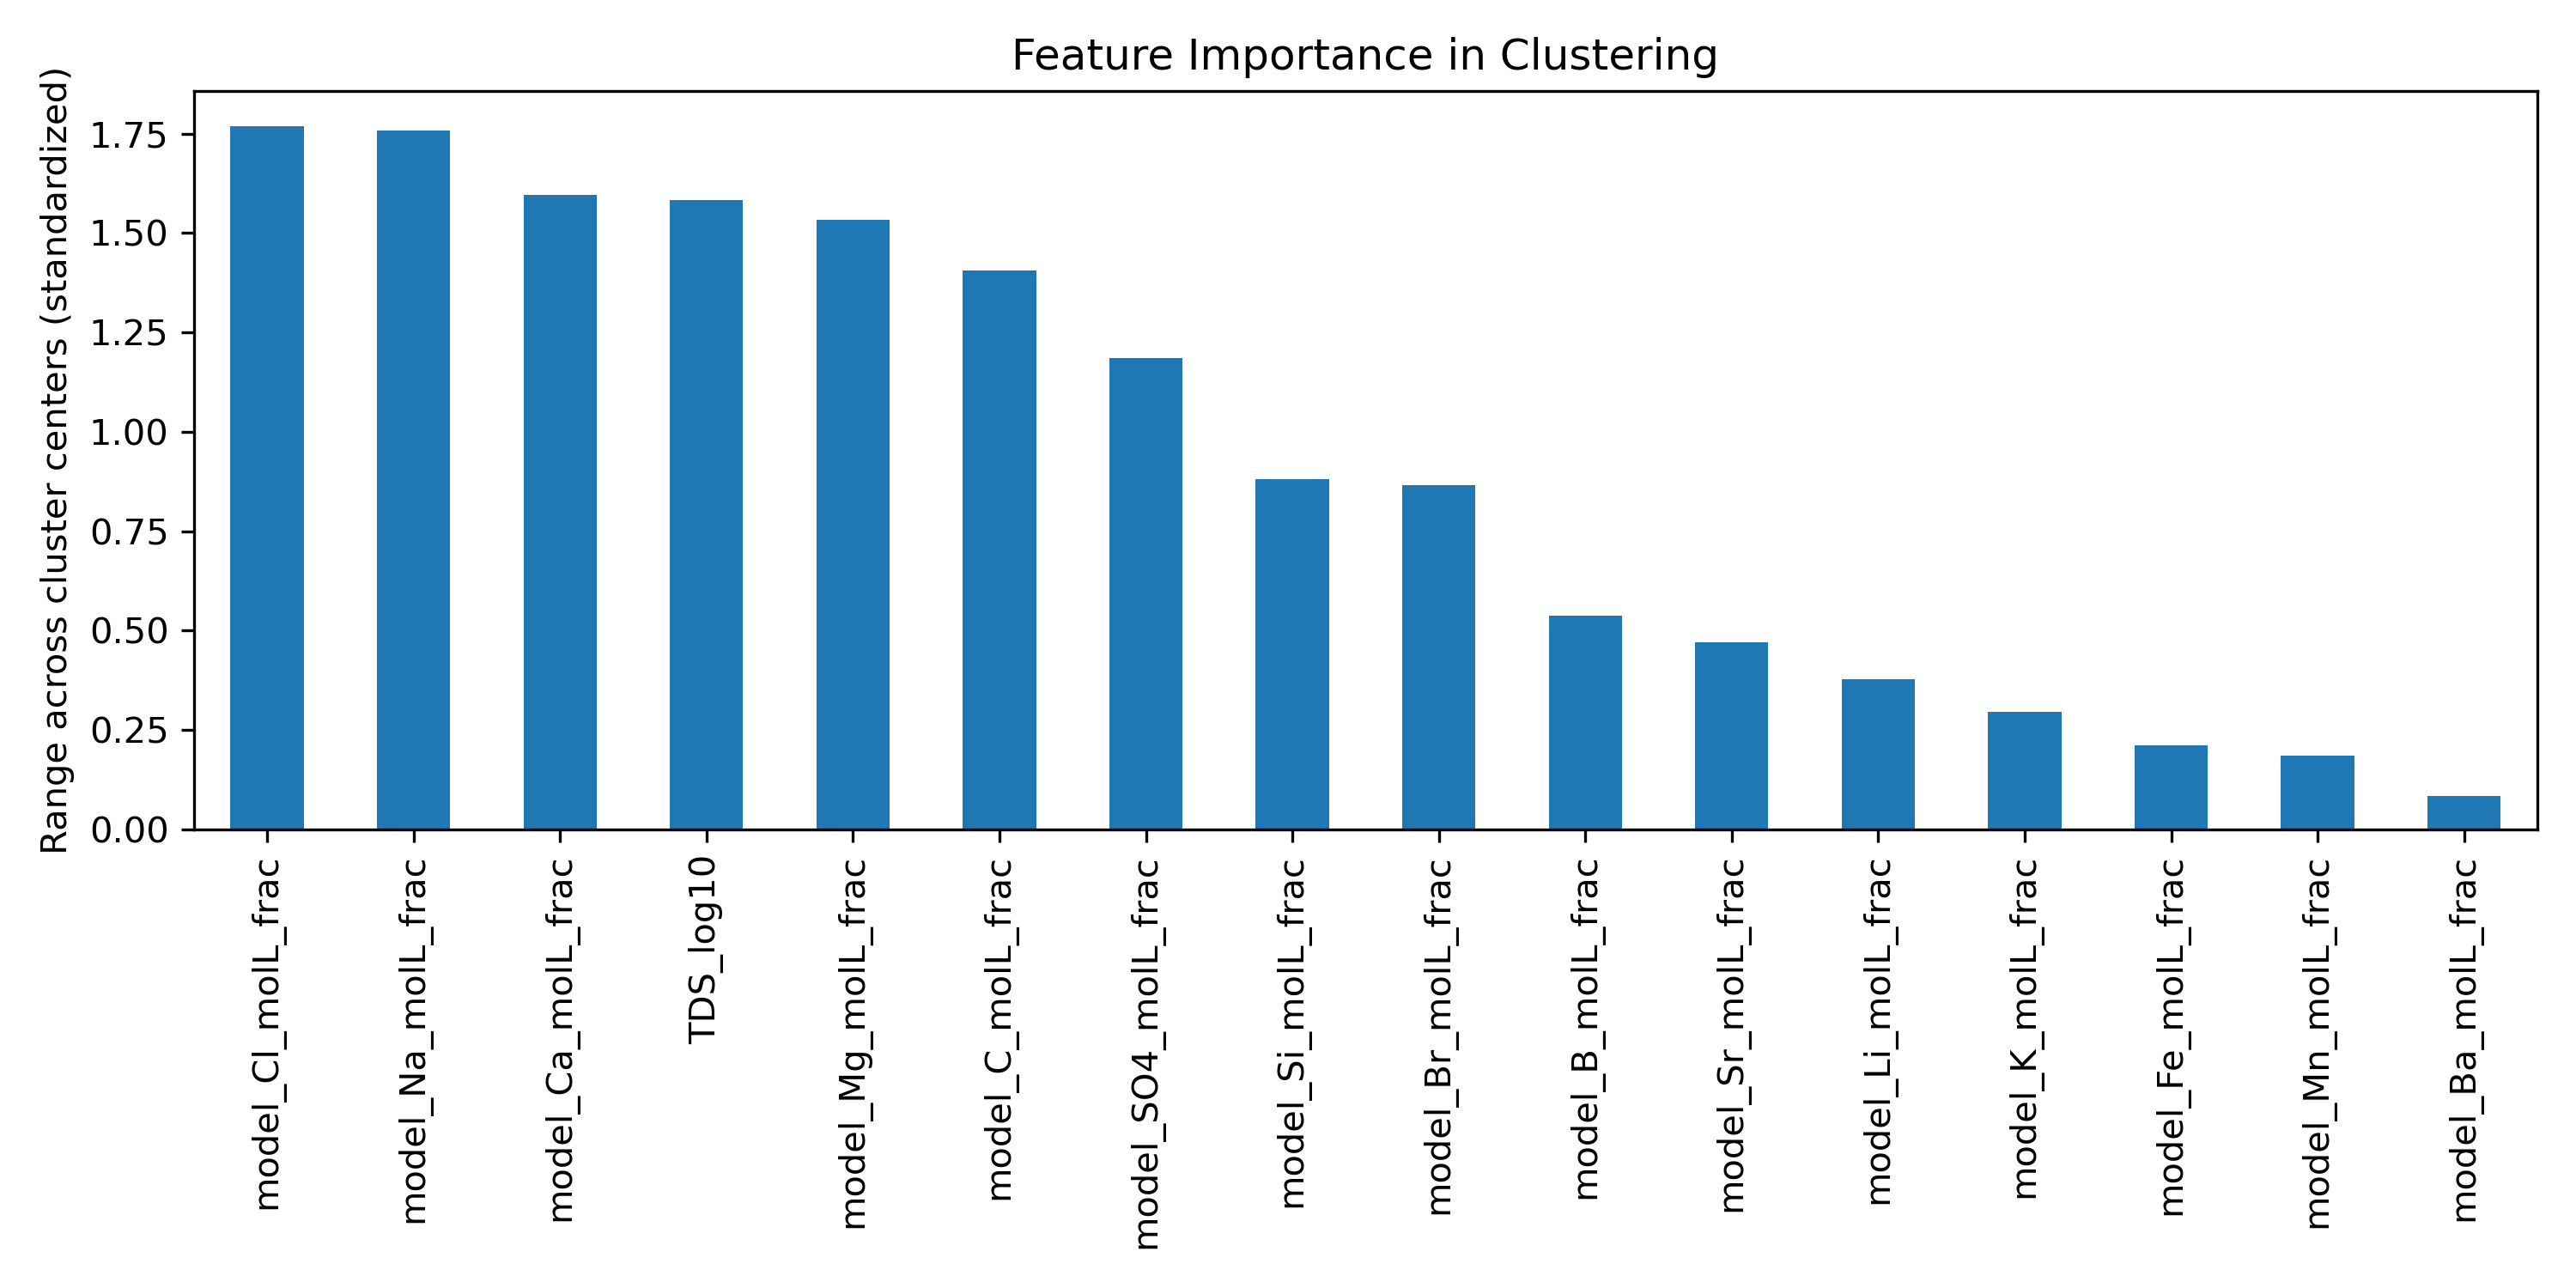 Feature Importance in Clustering
Range across cluster centers (standardized)
1.75
1.50
1.25
1.00
0.75
0.50
0.25
0.00
model_Cl_molL_frac
model_Na_molL_frac
model_Ca_molL_frac
TDS_log10
model_Mg_molL_frac
model_C_molL_frac
model_SO4_molL_frac
model_Si_molL_frac
model_Br_molL_frac
model_B_molL_frac
model_Sr_molL_frac
model_Li_molL_frac
model_K_molL_frac
model_Fe_molL_frac
model_Mn_molL_frac
model_Ba_molL_frac